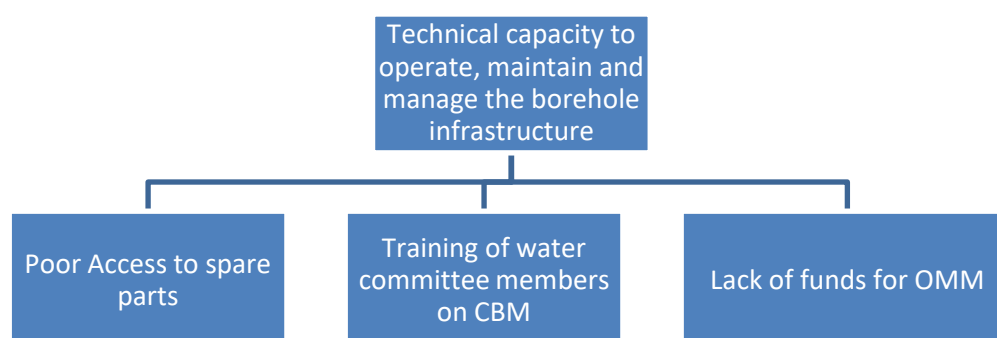 Technical capacity to
operate, maintain and
manage the borehole
infrastructure
Poor Access to spare
parts
Training of water
committee members
on CBM
Lack of funds for OMM